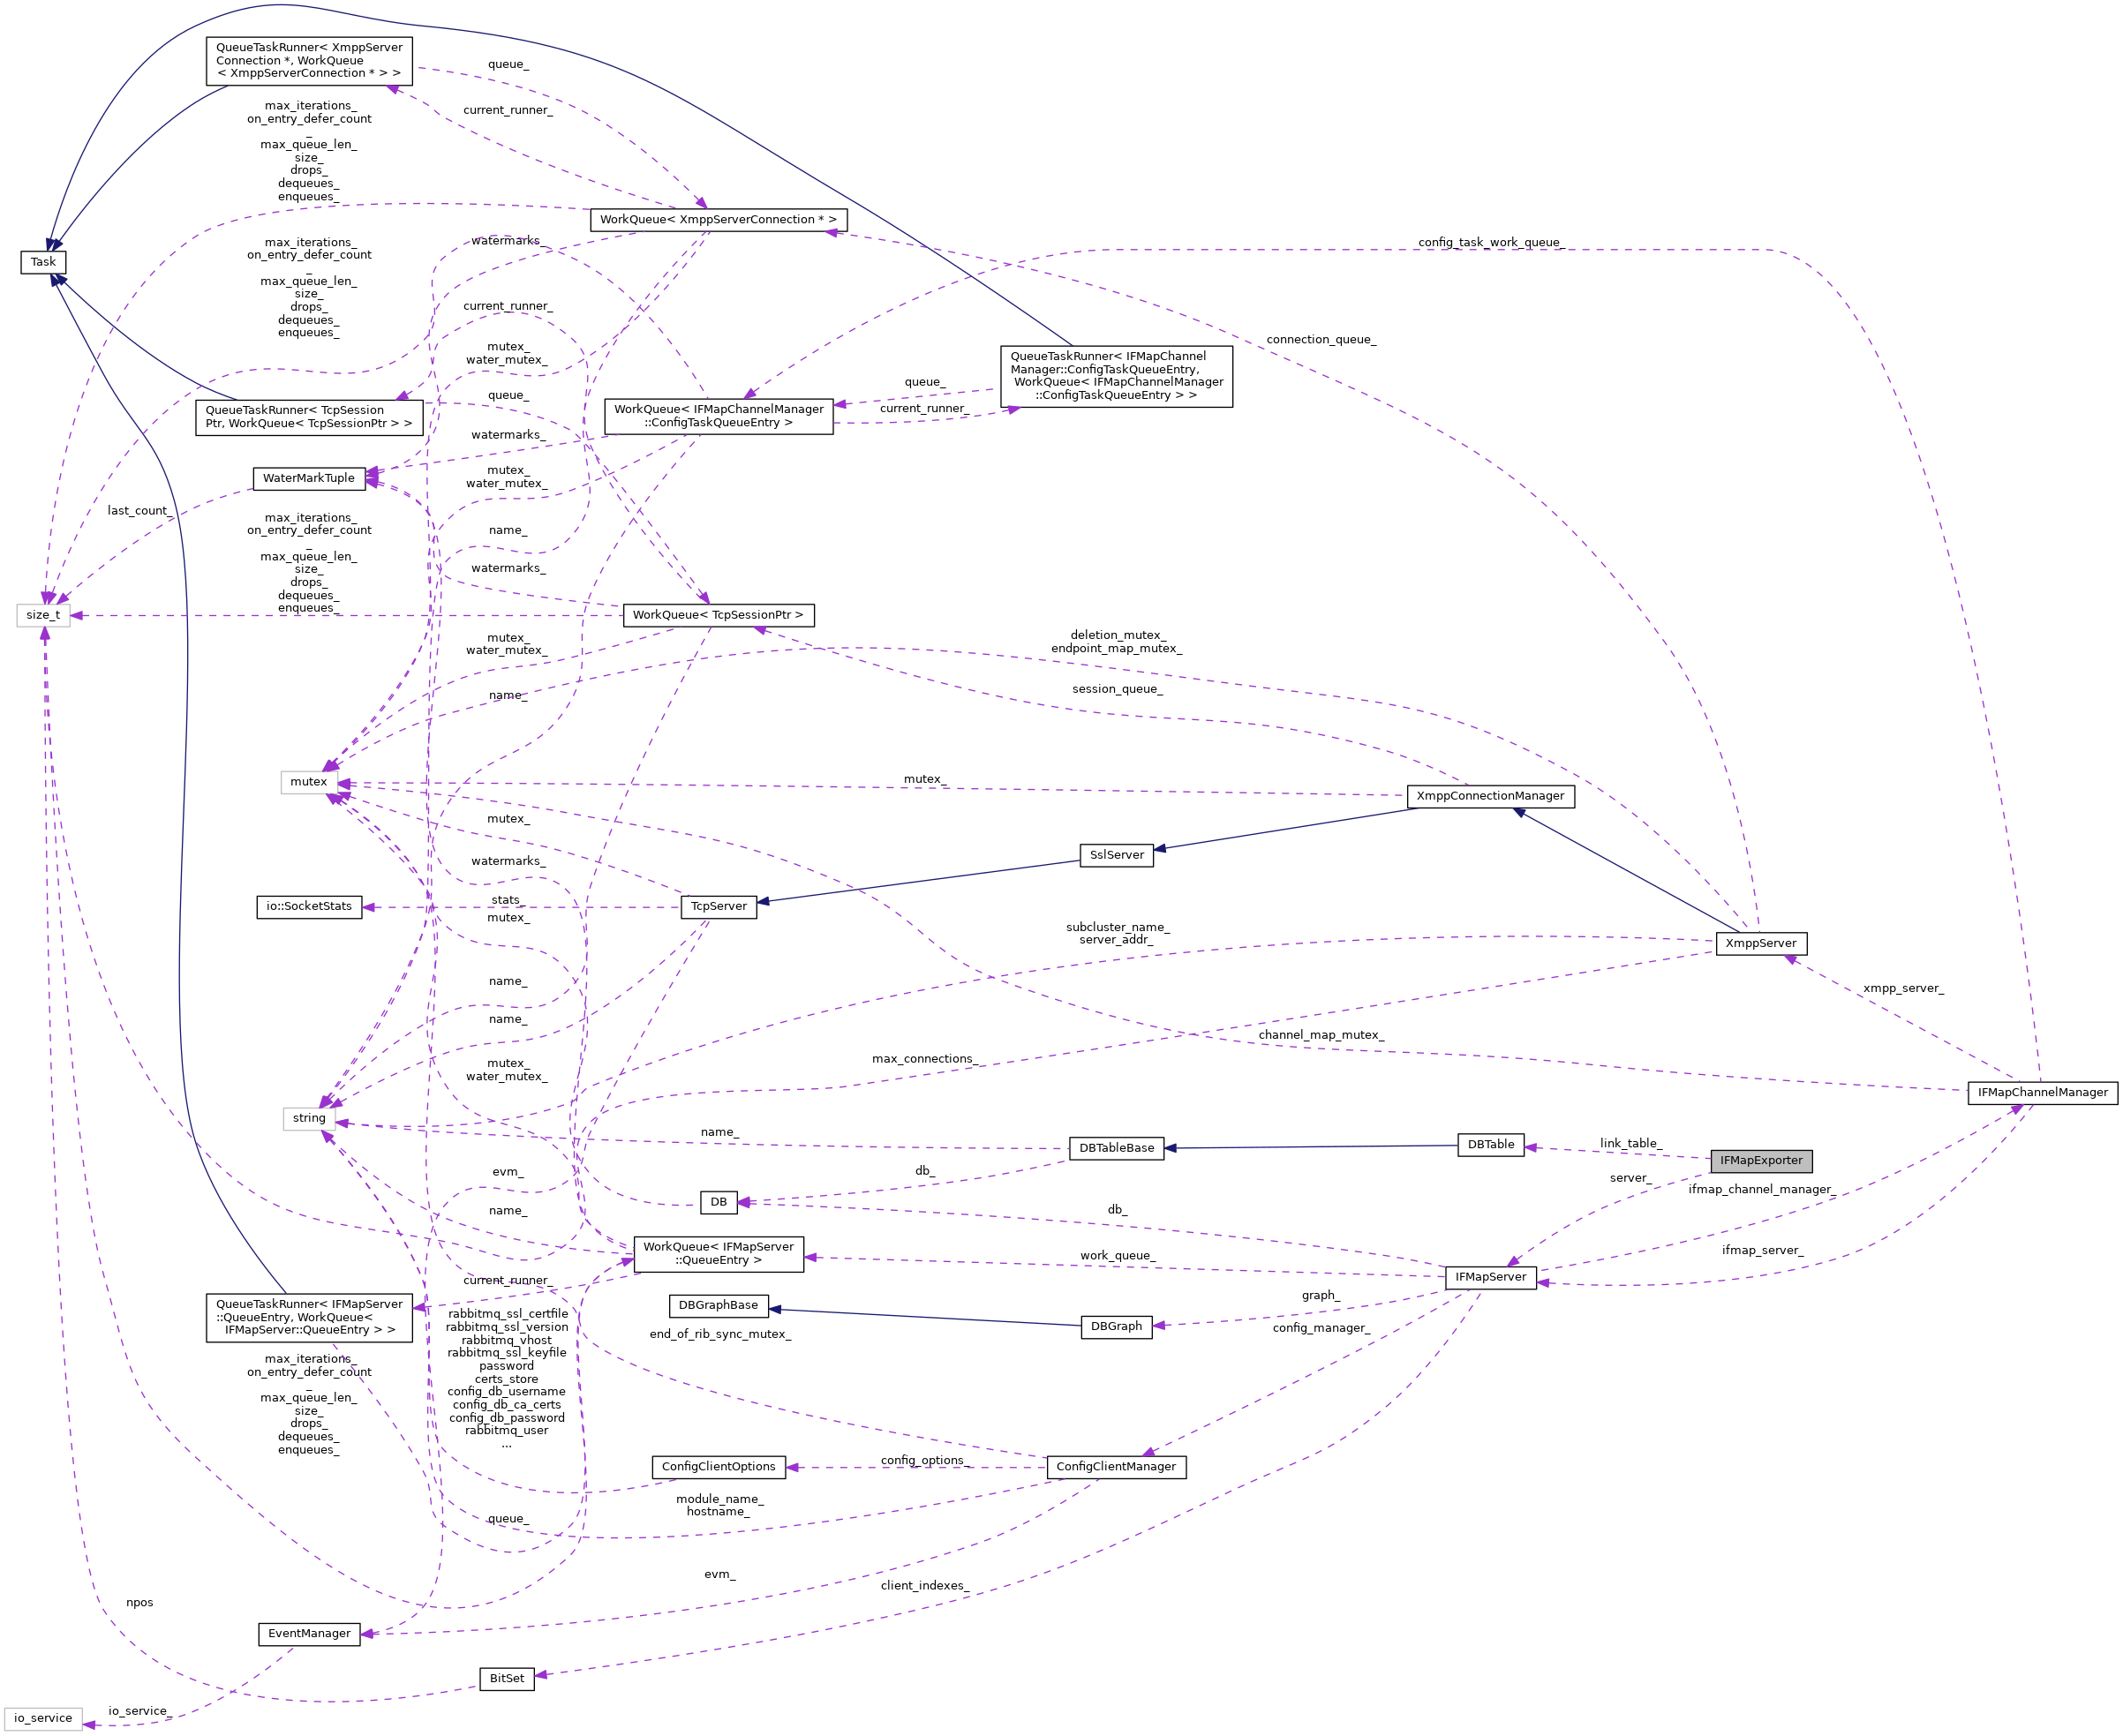 QueueTaskRunner< XmppServer
Connection *, WorkQueue
< XmppServerConnection * > >
queue_
current_runner_
max_iterations_
on_entry_defer_count
_
max_queue_len_
size_
drops_
dequeues_
enqueues_
WorkQueue< XmppServerConnection * >
watermarks_
config_task_work_queue_
Task
max_iterations_
on_entry_defer_count
_
max_queue_len_
size_
drops_
dequeues_
enqueues_
current_runner_
connection_queue_
mutex_
water_mutex_
QueueTaskRunner< IFMapChannel
Manager::ConfigTaskQueueEntry,
WorkQueue< IFMapChannelManager
::ConfigTaskQueueEntry > >
queue_
current_runner_
queue_
QueueTaskRunner< TcpSession
Ptr, WorkQueue< TcpSessionPtr > >
WorkQueue< IFMapChannelManager
::ConfigTaskQueueEntry >
watermarks_
WaterMarkTuple
mutex_
water_mutex_
last_count_
max_iterations_
on_entry_defer_count
_
max_queue_len_
size_
drops_
dequeues_
enqueues_
name_
watermarks_
size_t
WorkQueue< TcpSessionPtr >
mutex_
water_mutex_
deletion_mutex_
endpoint_map_mutex_
name_
session_queue_
mutex
mutex_
XmppConnectionManager
mutex_
SslServer
watermarks_
io::SocketStats
stats_
TcpServer
mutex_
subcluster_name_
server_addr_
XmppServer
name_
xmpp_server_
name_
channel_map_mutex_
mutex_
water_mutex_
max_connections_
IFMapChannelManager
string
name_
DBTableBase
DBTable
link_table_
IFMapExporter
evm_
db_
server_
ifmap_channel_manager_
DB
name_
db_
WorkQueue< IFMapServer
::QueueEntry >
work_queue_
ifmap_server_
IFMapServer
current_runner_
QueueTaskRunner< IFMapServer
::QueueEntry, WorkQueue<
IFMapServer::QueueEntry > >
DBGraphBase
graph_
DBGraph
config_manager_
end_of_rib_sync_mutex_
rabbitmq_ssl_certfile
rabbitmq_ssl_version
rabbitmq_vhost
rabbitmq_ssl_keyfile
password
certs_store
config_db_username
config_db_ca_certs
config_db_password
rabbitmq_user
...
max_iterations_
on_entry_defer_count
_
max_queue_len_
size_
drops_
dequeues_
enqueues_
ConfigClientOptions
config_options_
ConfigClientManager
module_name_
hostname_
queue_
evm_
client_indexes_
npos
EventManager
BitSet
io_service_
io_service